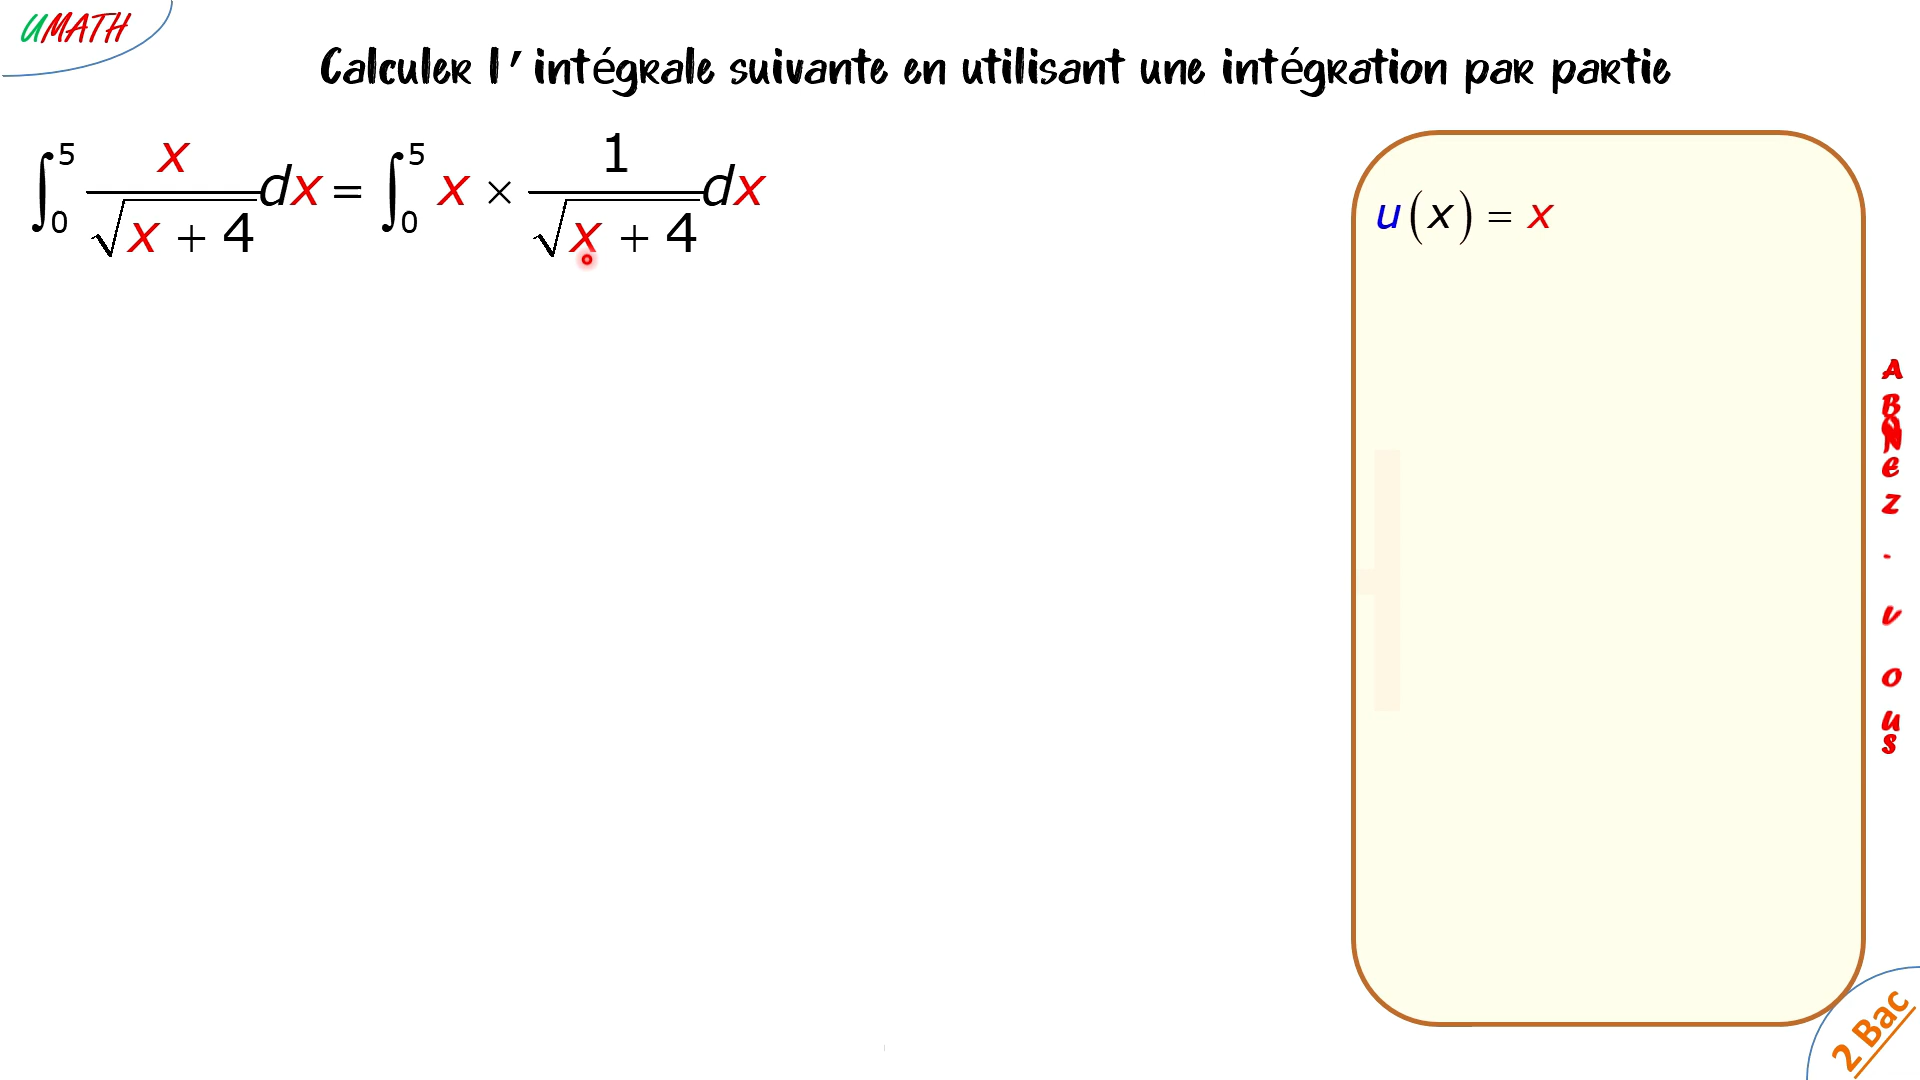 UMATH
Calculer l'intégrale suivante en utilisant une intégration par partie
∫₀⁵ x/√(x + 4) dx = ∫₀⁵ x × 1/√(x + 4) dx
u(x) = x
ABONNez-vous
2 Bac